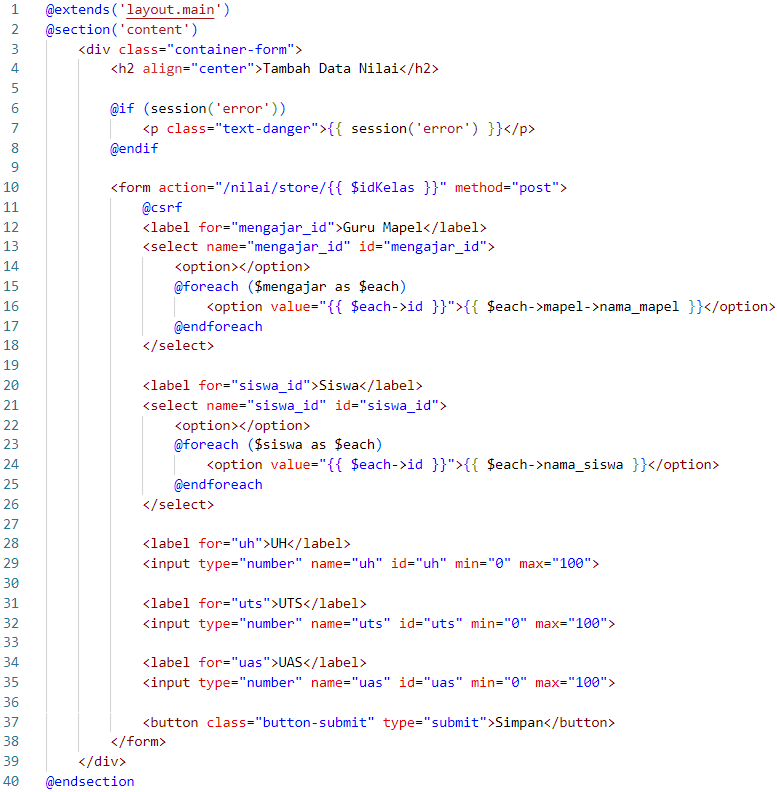 1 @extends('layout.main')
2 @section('content')
3     <div class="container-form">
4         <h2 align="center">Tambah Data Nilai</h2>
5
6         @if (session('error'))
7             <p class="text-danger">{{ session('error') }}</p>
8         @endif
9
10         <form action="/nilai/store/{{ $idKelas }}" method="post">
11             @csrf
12             <label for="mengajar_id">Guru Mapel</label>
13             <select name="mengajar_id" id="mengajar_id">
14                 <option></option>
15                 @foreach ($mengajar as $each)
16                     <option value="{{ $each->id }}">{{ $each->mapel->nama_mapel }}</option>
17                 @endforeach
18             </select>
19
20             <label for="siswa_id">Siswa</label>
21             <select name="siswa_id" id="siswa_id">
22                 <option></option>
23                 @foreach ($siswa as $each)
24                     <option value="{{ $each->id }}">{{ $each->nama_siswa }}</option>
25                 @endforeach
26             </select>
27
28             <label for="uh">UH</label>
29             <input type="number" name="uh" id="uh" min="0" max="100">
30
31             <label for="uts">UTS</label>
32             <input type="number" name="uts" id="uts" min="0" max="100">
33
34             <label for="uas">UAS</label>
35             <input type="number" name="uas" id="uas" min="0" max="100">
36
37             <button class="button-submit" type="submit">Simpan</button>
38         </form>
39     </div>
40 @endsection